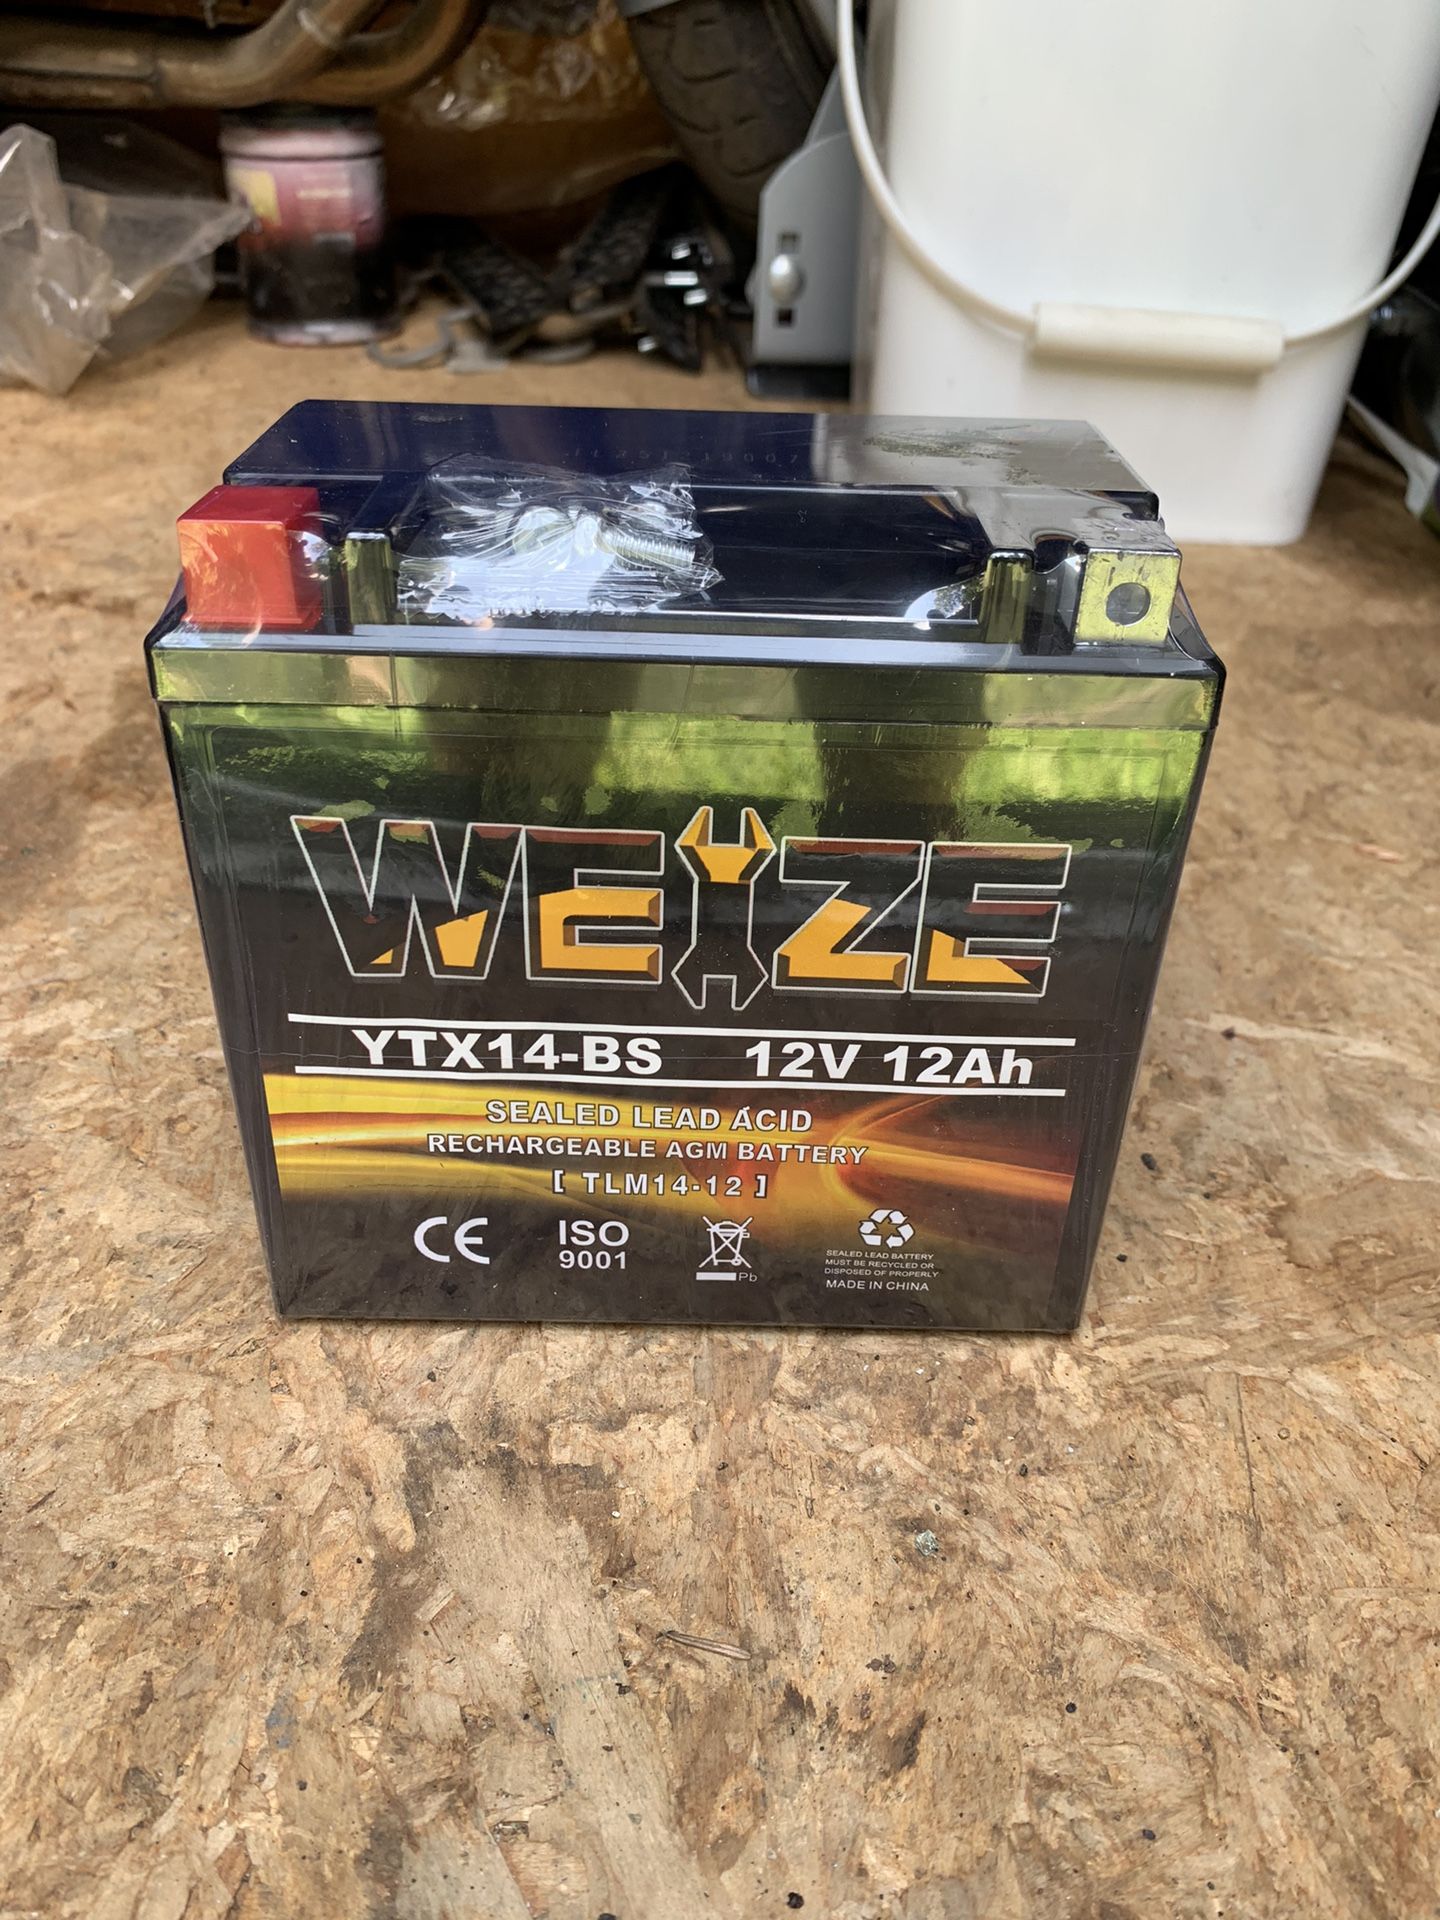 WEIZE
YTX14-BS 12V 12Ah
SEALED LEAD ACID
RECHARGEABLE AGM BATTERY
[ TLM14-12 ]
CE
ISO
9001
Pb
SEALED LEAD BATTERY
MUST BE RECYCLED OR
DISPOSED OF PROPERLY
MADE IN CHINA